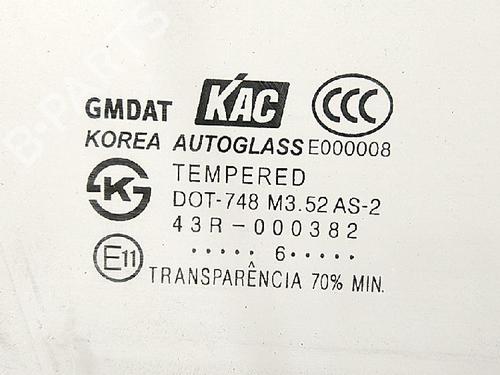 B-PARTS
GMDAT KAC CCC
KOREA AUTOGLASS E000008
K TEMPERED
DOT-748 M3.52 AS-2
43R-000382
E11 ..... 6.....
TRANSPARÊNCIA 70% MIN.